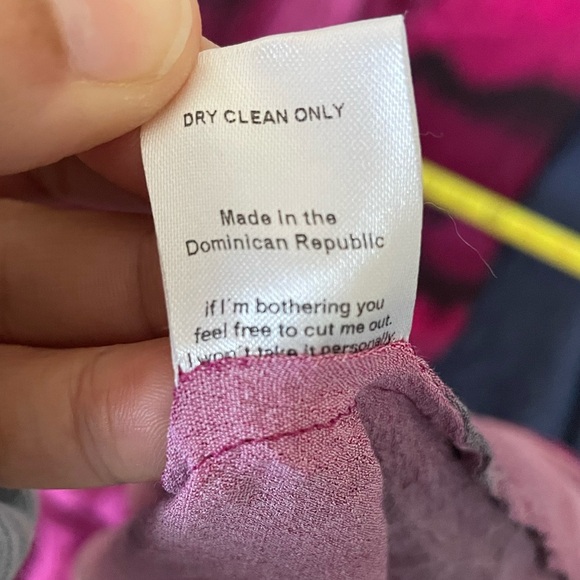 DRY CLEAN ONLY
Made in the
Dominican Republic
if I'm bothering you
feel free to cut me out.
I won't take it personally.